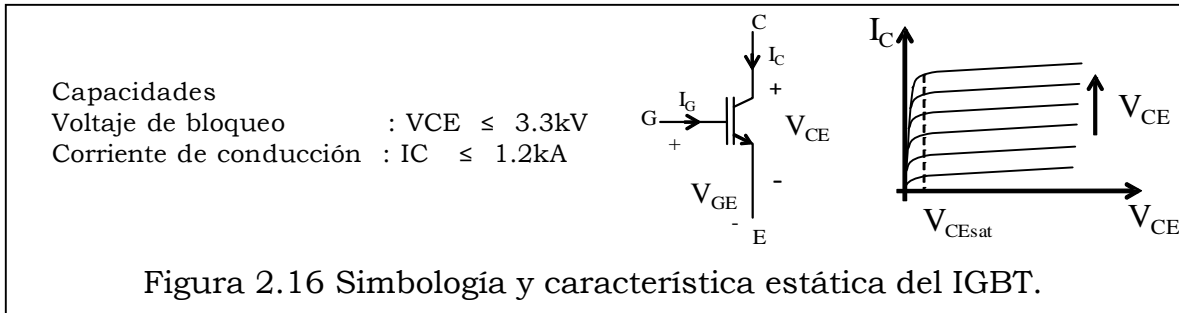 Capacidades
Voltaje de bloqueo : VCE ≤ 3.3kV
Corriente de conducción : IC ≤ 1.2kA
C
I_C
+
I_G
G
+
V_CE
V_GE
-
-
E
I_C
V_CE
V_CEsat
V_CE
Figura 2.16 Simbología y característica estática del IGBT.